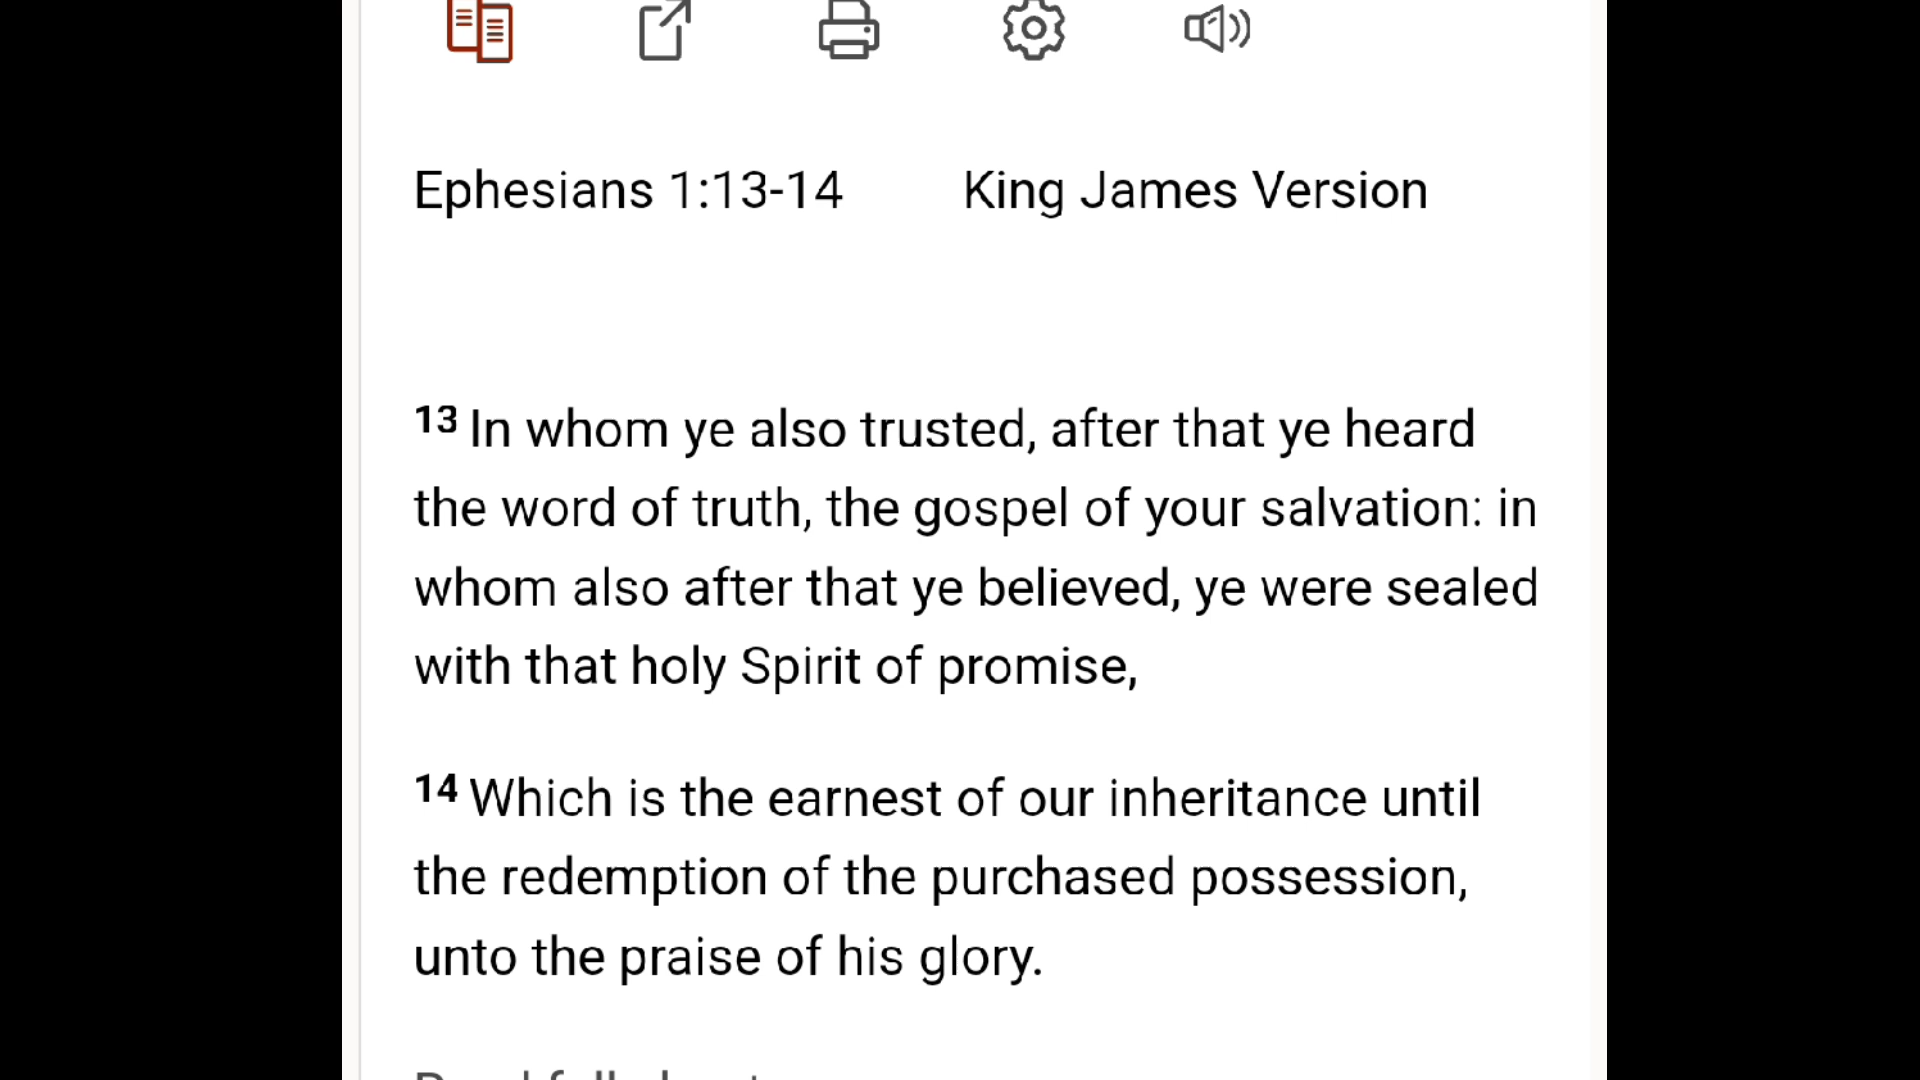 Ephesians 1:13-14 King James Version
13 In whom ye also trusted, after that ye heard
the word of truth, the gospel of your salvation: in
whom also after that ye believed, ye were sealed
with that holy Spirit of promise,
14 Which is the earnest of our inheritance until
the redemption of the purchased possession,
unto the praise of his glory.